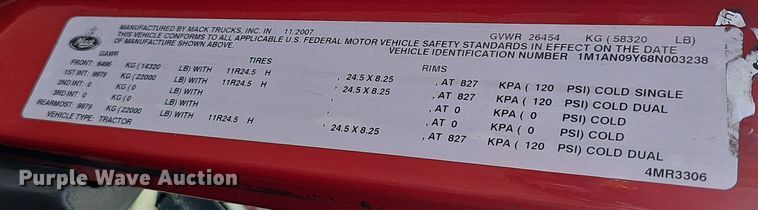 Mack
MANUFACTURED BY MACK TRUCKS, INC. IN 11/2007 GVWR 26454 KG ( 58320 LB)
THIS VEHICLE CONFORMS TO ALL APPLICABLE U.S. FEDERAL MOTOR VEHICLE SAFETY STANDARDS IN EFFECT ON THE DATE
OF MANUFACTURE SHOWN ABOVE. VEHICLE IDENTIFICATION NUMBER 1M1AN09Y68N003238
GAWR TIRES RIMS
FRONT: 6496 KG (14320 LB) WITH 11R24.5 H , 24.5 X 8.25 , AT 827 KPA ( 120 PSI) COLD SINGLE
1ST INT: 9979 KG (22000 LB) WITH 11R24.5 H , 24.5 X 8.25 , AT 827 KPA ( 120 PSI) COLD DUAL
2ND INT: 0 KG ( 0 LB) WITH , , AT 0 KPA ( 0 PSI) COLD
3RD INT: 0 KG ( 0 LB) WITH , , AT 0 KPA ( 0 PSI) COLD
REARMOST: 9979 KG (22000 LB) WITH 11R24.5 H , 24.5 X 8.25 , AT 827 KPA ( 120 PSI) COLD DUAL
VEHICLE TYPE: TRACTOR
4MR3306
Purple Wave Auction